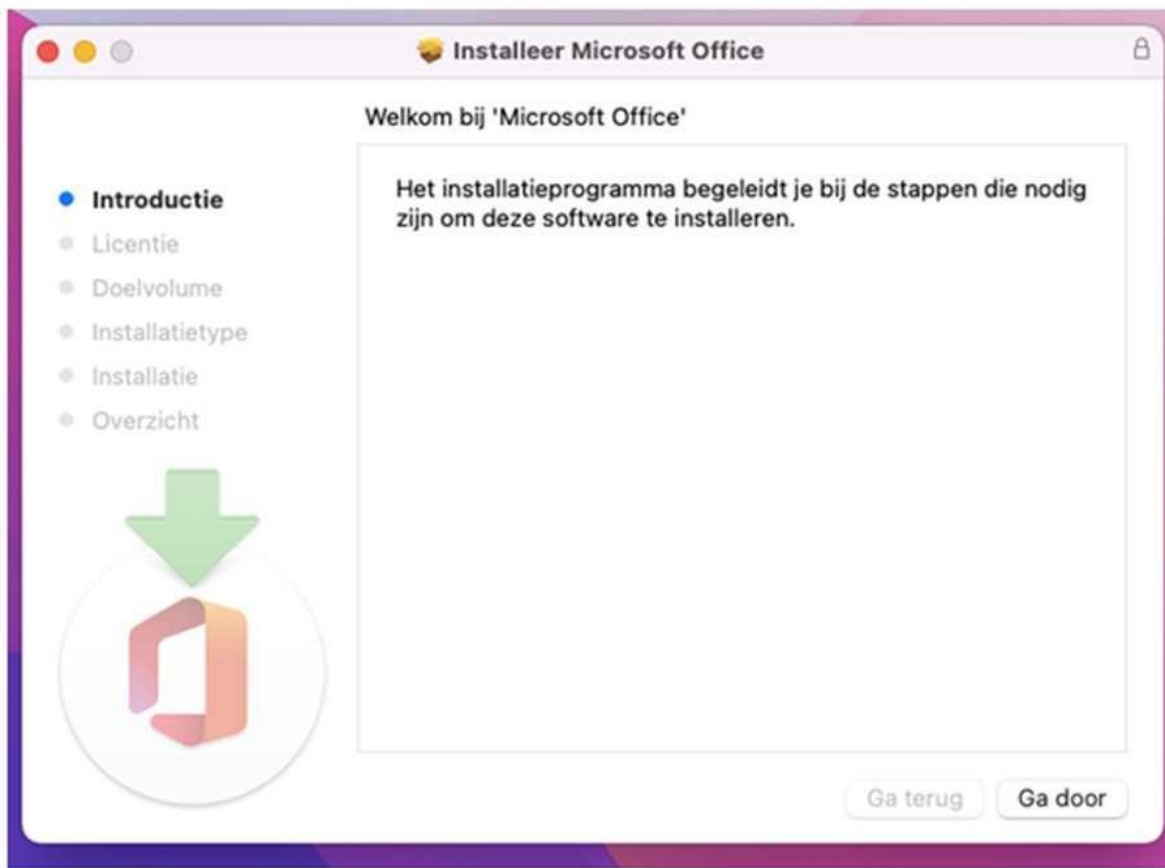 Installeer Microsoft Office
Welkom bij 'Microsoft Office'
Introductie
Licentie
Doelvolume
Installatietype
Installatie
Overzicht
Het installatieprogramma begeleidt je bij de stappen die nodig
zijn om deze software te installeren.
Ga terug
Ga door